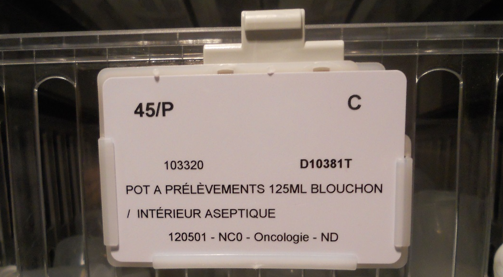 45/P C
103320 D10381T
POT A PRÉLÈVEMENTS 125ML BLOUCHON
/ INTÉRIEUR ASEPTIQUE
120501 - NC0 - Oncologie - ND